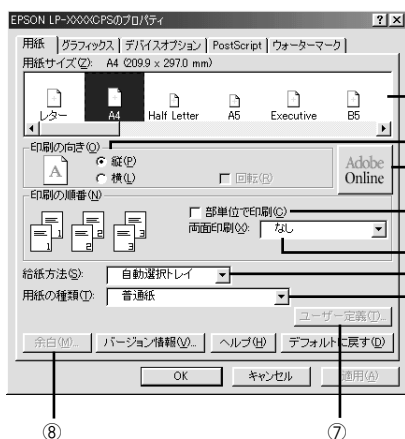 EPSON LP-XXXXCPSのプロパティ
用紙 グラフィックス デバイスオプション PostScript ウォーターマーク
用紙サイズ(Z): A4 (209.9 x 297.0 mm)
レター A4 Half Letter A5 Executive B5
印刷の向き(O)
A
縦(P)
横(L)
回転(R)
Adobe Online
印刷の順番(N)
1 1 2 2 3 3
部単位で印刷(C)
両面印刷(X): なし
給紙方法(S): 自動選択トレイ
用紙の種類(T): 普通紙
ユーザー定義(T)...
余白(M)... バージョン情報(V)... ヘルプ(H) デフォルトに戻す(D)
OK キャンセル 適用(A)
⑧ ⑦